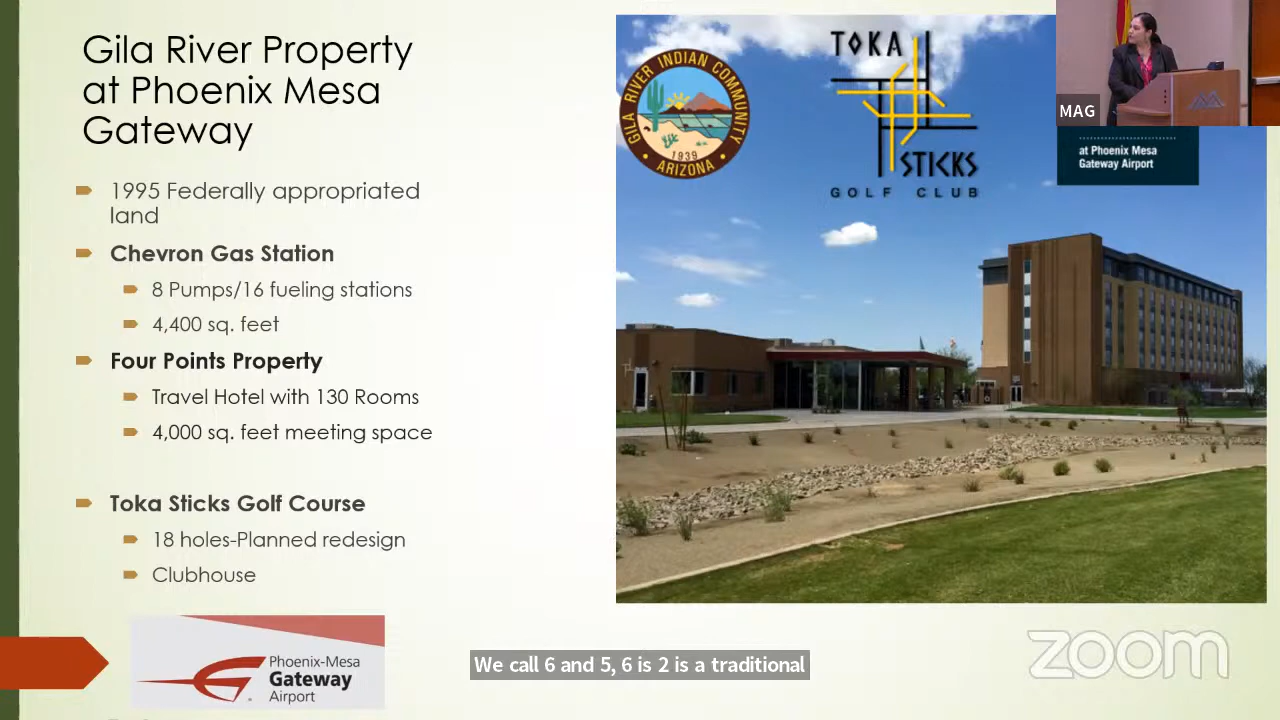 Gila River Property
at Phoenix Mesa
Gateway
1995 Federally appropriated
land
Chevron Gas Station
8 Pumps/16 fueling stations
4,400 sq. feet
Four Points Property
Travel Hotel with 130 Rooms
4,000 sq. feet meeting space
Toka Sticks Golf Course
18 holes-Planned redesign
Clubhouse
Phoenix-Mesa
Gateway
Airport
GILA RIVER INDIAN COMMUNITY
1939
ARIZONA
TOKA
STICKS
GOLF CLUB
MAG
at Phoenix Mesa
Gateway Airport
We call 6 and 5, 6 is 2 is a traditional
zoom